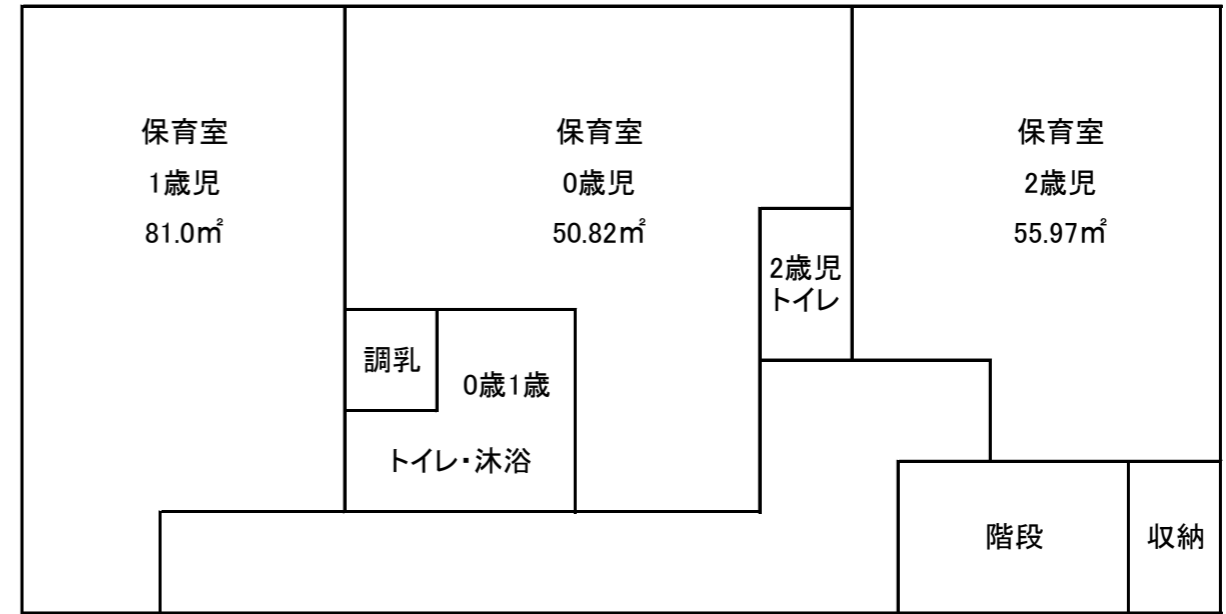 保育室
1歳児
81.0㎡
保育室
0歳児
50.82㎡
保育室
2歳児
55.97㎡
2歳児
トイレ
調乳
0歳1歳
トイレ・沐浴
階段
収納